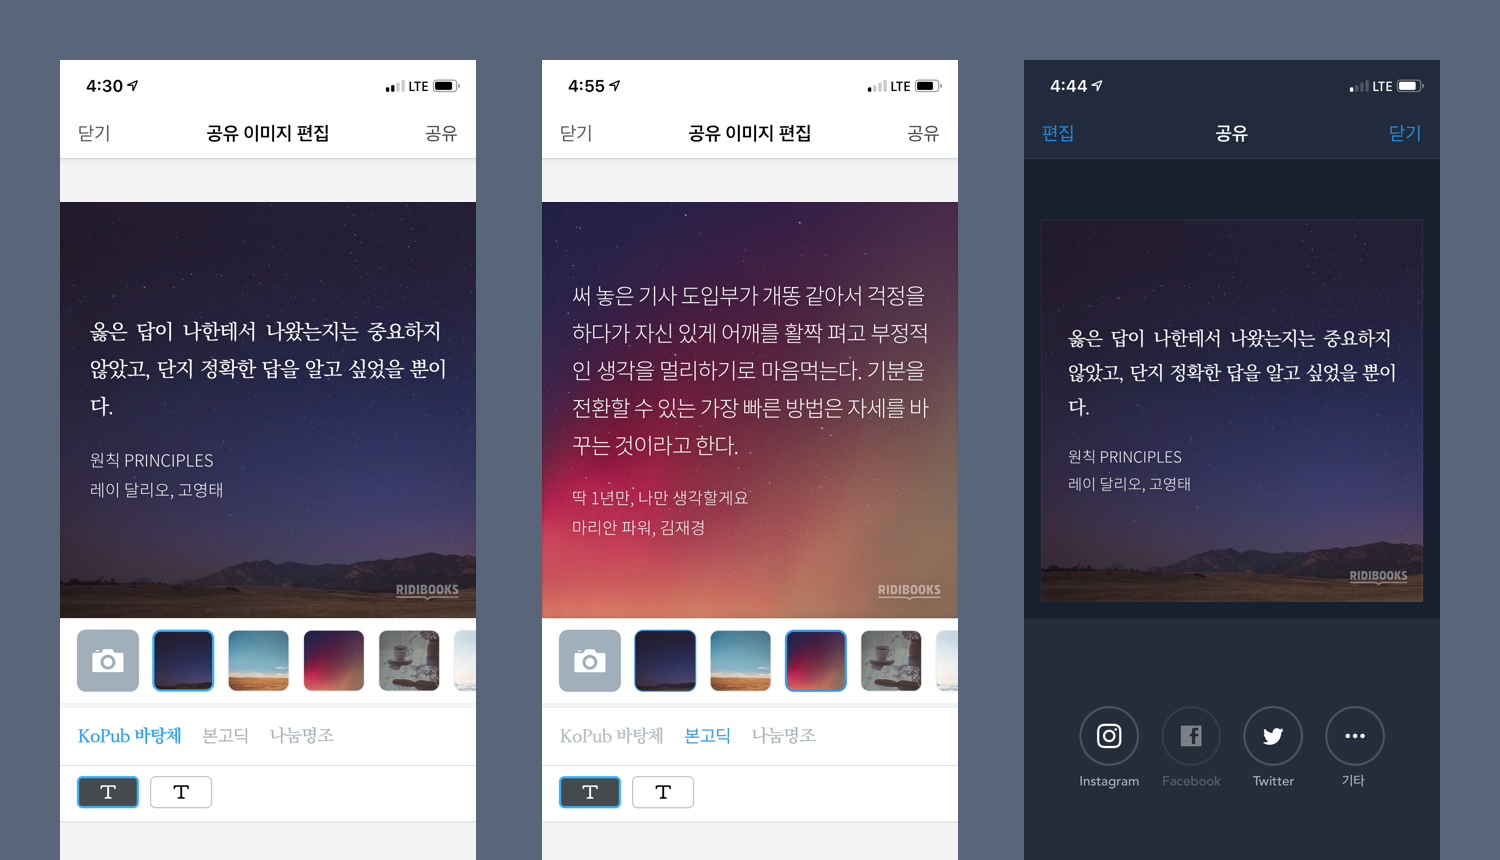 4:30
LTE
닫기
공유 이미지 편집
공유
옳은 답이 나한테서 나왔는지는 중요하지
않았고, 단지 정확한 답을 알고 싶었을 뿐이
다.
원칙 PRINCIPLES
레이 달리오, 고영태
RIDIBOOKS
KoPub 바탕체
본고딕
나눔명조
T
T
4:55
LTE
닫기
공유 이미지 편집
공유
써 놓은 기사 도입부가 개똥 같아서 걱정을
하다가 자신 있게 어깨를 활짝 펴고 부정적
인 생각을 멀리하기로 마음먹는다. 기분을
전환할 수 있는 가장 빠른 방법은 자세를 바
꾸는 것이라고 한다.
딱 1년만, 나만 생각할게요
마리안 파워, 김재경
RIDIBOOKS
KoPub 바탕체
본고딕
나눔명조
T
T
4:44
LTE
편집
공유
닫기
옳은 답이 나한테서 나왔는지는 중요하지
않았고, 단지 정확한 답을 알고 싶었을 뿐이
다.
원칙 PRINCIPLES
레이 달리오, 고영태
RIDIBOOKS
Instagram
Facebook
Twitter
기타